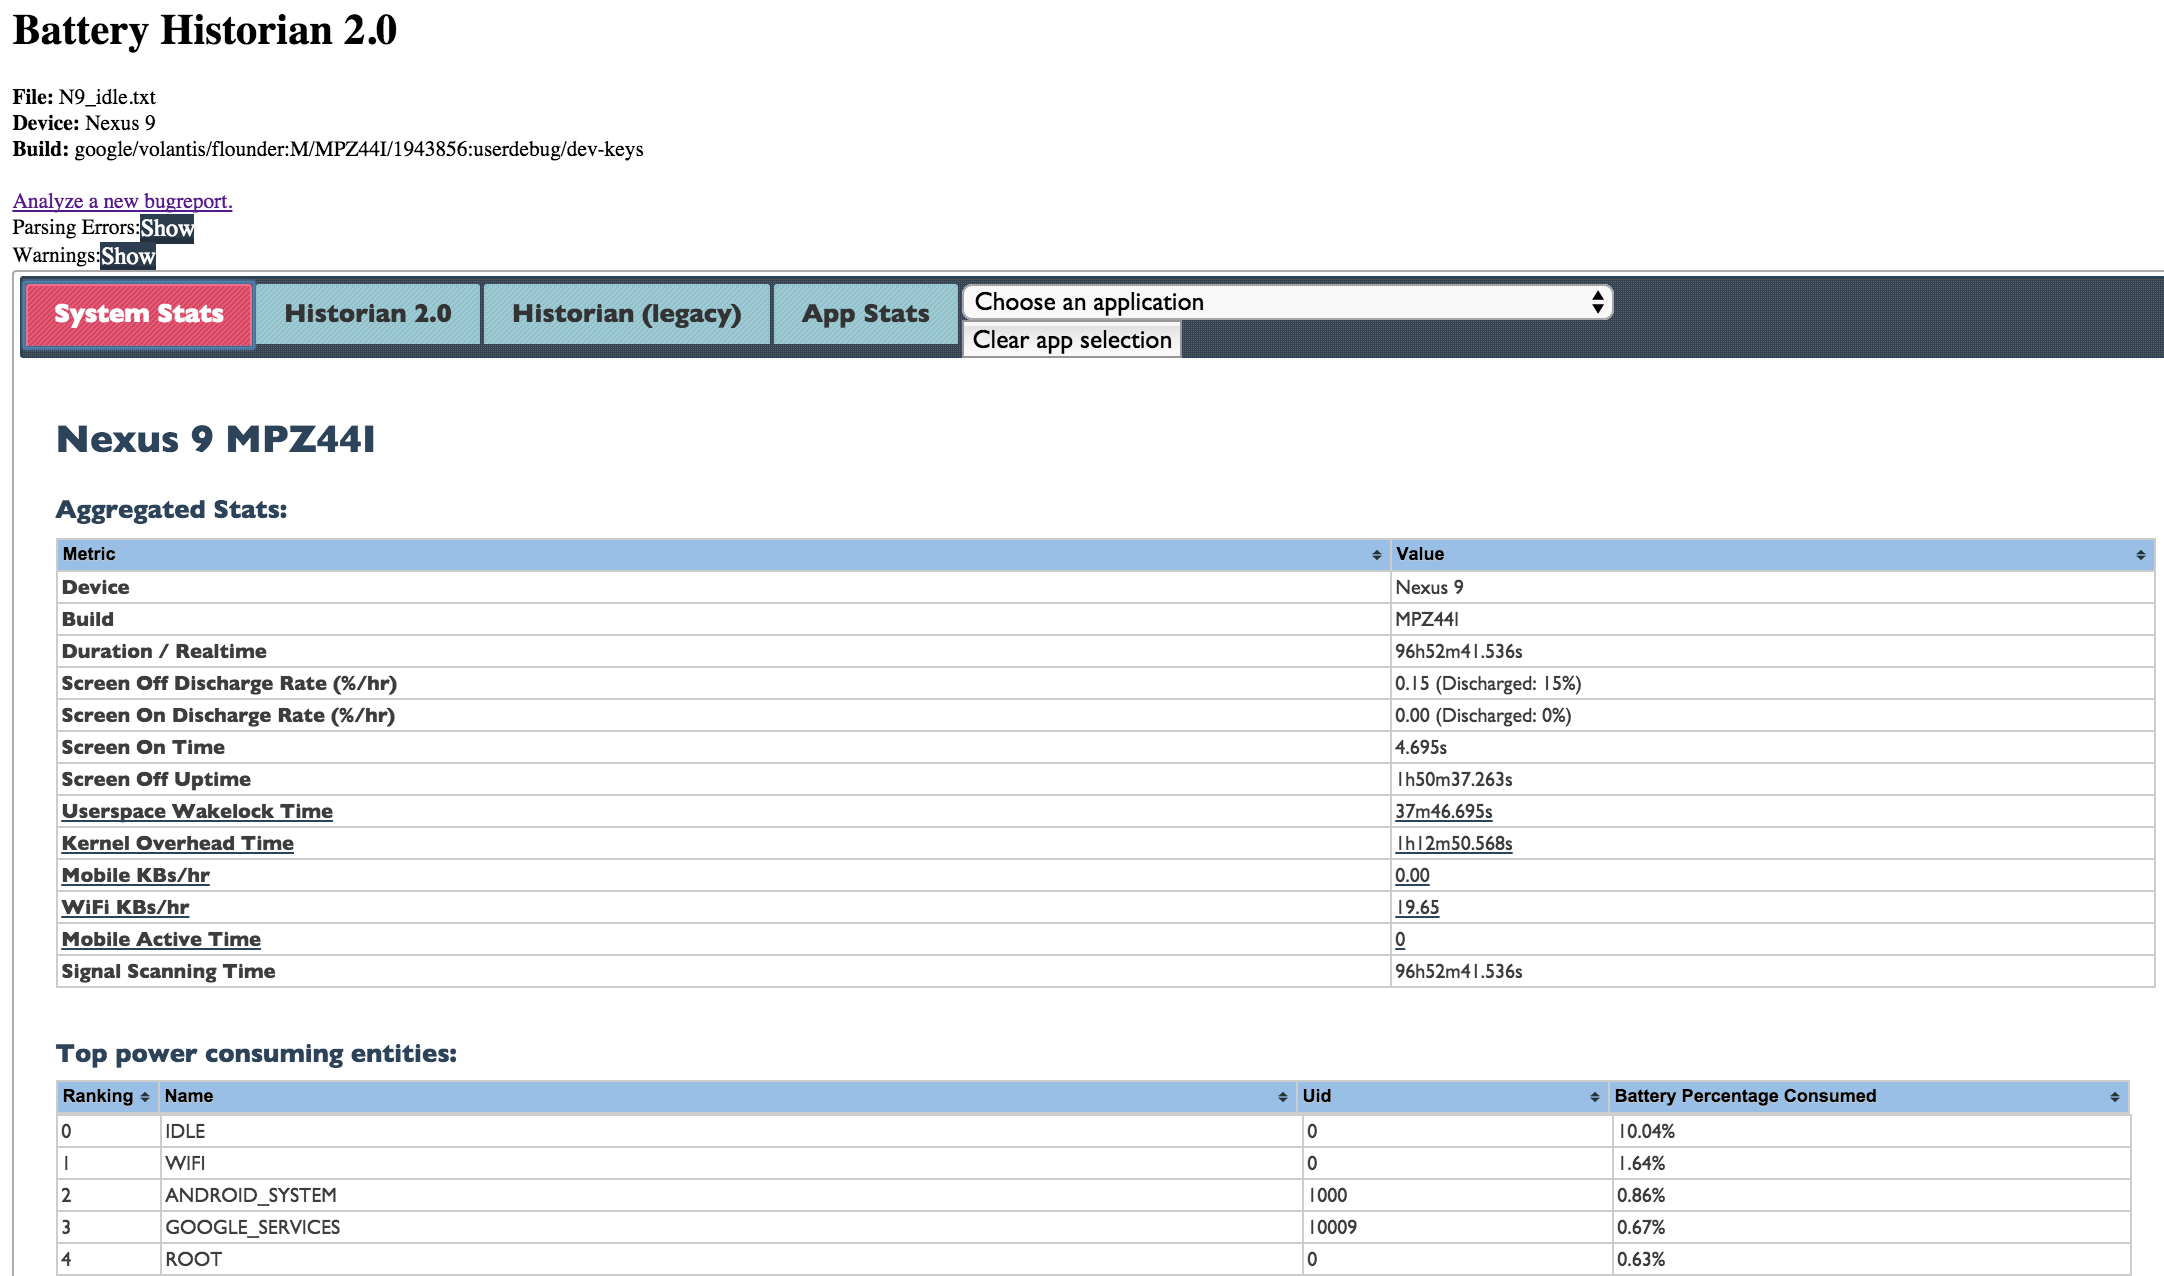 Battery Historian 2.0
File: N9_idle.txt
Device: Nexus 9
Build: google/volantis/flounder:M/MPZ44I/1943856:userdebug/dev-keys
Analyze a new bugreport.
Parsing Errors:Show
Warnings:Show
System Stats Historian 2.0 Historian (legacy) App Stats Choose an application
Clear app selection
Nexus 9 MPZ44I
Aggregated Stats:
Metric Value
Device Nexus 9
Build MPZ44I
Duration / Realtime 96h52m41.536s
Screen Off Discharge Rate (%/hr) 0.15 (Discharged: 15%)
Screen On Discharge Rate (%/hr) 0.00 (Discharged: 0%)
Screen On Time 4.695s
Screen Off Uptime 1h50m37.263s
Userspace Wakelock Time 37m46.695s
Kernel Overhead Time 1h12m50.568s
Mobile KBs/hr 0.00
WiFi KBs/hr 19.65
Mobile Active Time 0
Signal Scanning Time 96h52m41.536s
Top power consuming entities:
Ranking Name Uid Battery Percentage Consumed
0 IDLE 0 10.04%
1 WIFI 0 1.64%
2 ANDROID_SYSTEM 1000 0.86%
3 GOOGLE_SERVICES 10009 0.67%
4 ROOT 0 0.63%